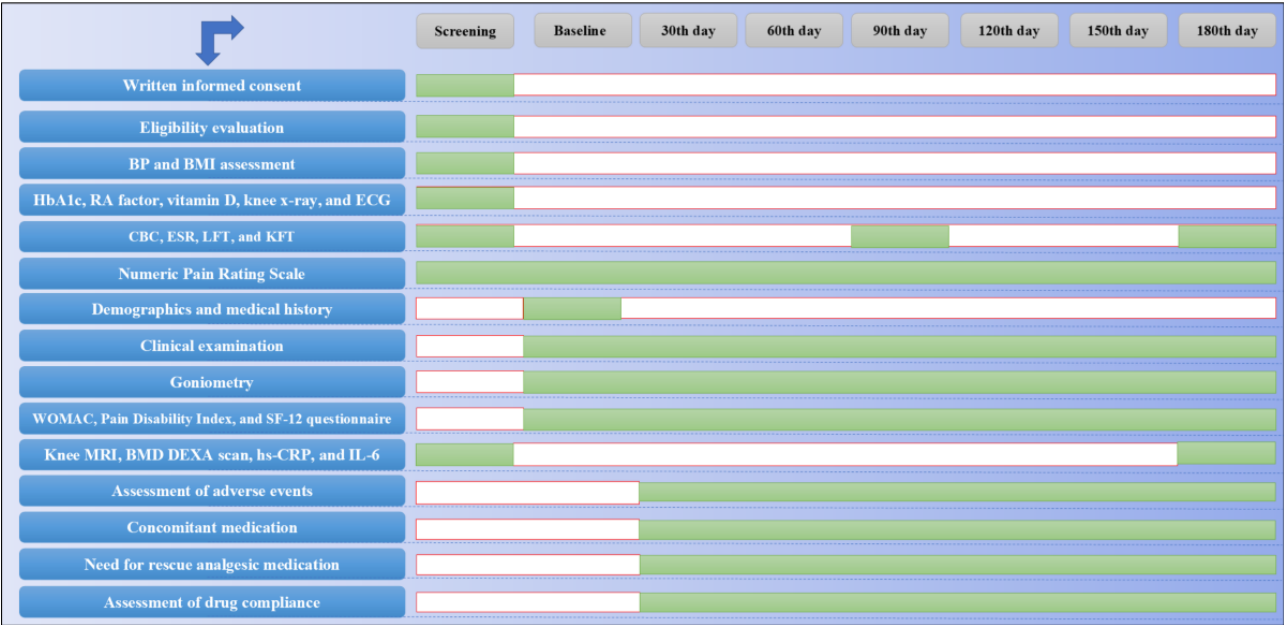 Screening Baseline 30th day 60th day 90th day 120th day 150th day 180th day
Written informed consent
Eligibility evaluation
BP and BMI assessment
HbA1c, RA factor, vitamin D, knee x-ray, and ECG
CBC, ESR, LFT, and KFT
Numeric Pain Rating Scale
Demographics and medical history
Clinical examination
Goniometry
WOMAC, Pain Disability Index, and SF-12 questionnaire
Knee MRI, BMD DEXA scan, hs-CRP, and IL-6
Assessment of adverse events
Concomitant medication
Need for rescue analgesic medication
Assessment of drug compliance